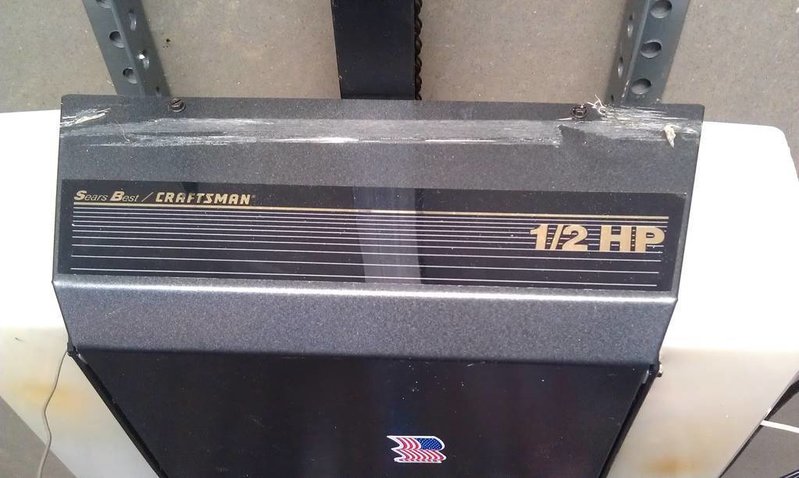 Sears Best / CRAFTSMAN
1/2 HP